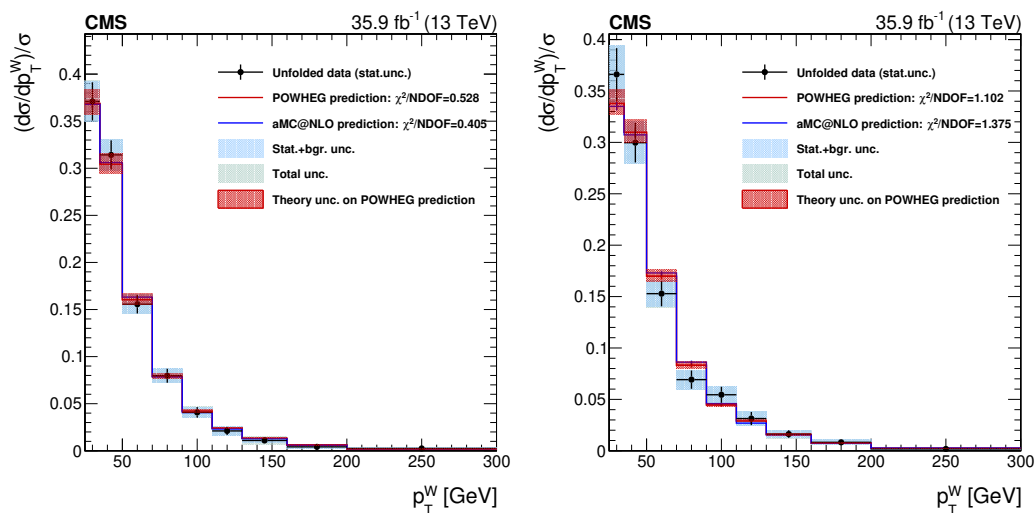 CMS 35.9 fb⁻¹ (13 TeV)
(dσ/dp_T^W)/σ
0.4
0.35
0.3
0.25
0.2
0.15
0.1
0.05
0
Unfolded data (stat.unc.)
POWHEG prediction: χ²/NDOF=0.528
aMC@NLO prediction: χ²/NDOF=0.405
Stat.+bgr. unc.
Total unc.
Theory unc. on POWHEG prediction
50 100 150 200 250 300
p_T^W [GeV]
CMS 35.9 fb⁻¹ (13 TeV)
(dσ/dp_T^W)/σ
0.4
0.35
0.3
0.25
0.2
0.15
0.1
0.05
0
Unfolded data (stat.unc.)
POWHEG prediction: χ²/NDOF=1.102
aMC@NLO prediction: χ²/NDOF=1.375
Stat.+bgr. unc.
Total unc.
Theory unc. on POWHEG prediction
50 100 150 200 250 300
p_T^W [GeV]